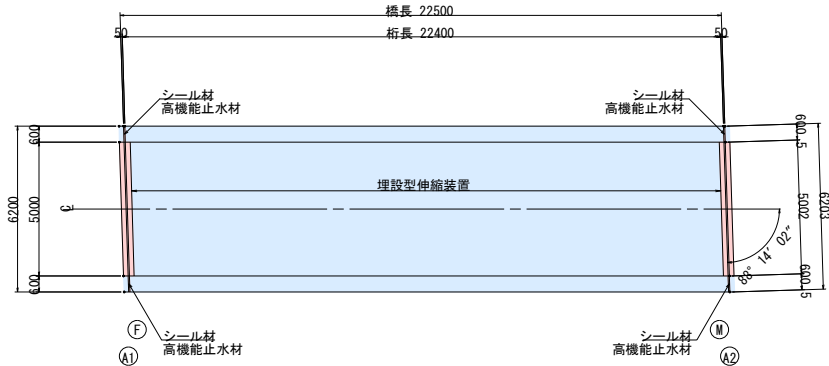 橋長 22500
50
桁長 22400
50
シール材
高機能止水材
シール材
高機能止水材
600
5000
6200
600
埋設型伸縮装置
℄
600.5
5002
6203
600.5
88° 14′ 02″
F
シール材
高機能止水材
A1
シール材
高機能止水材
M
A2